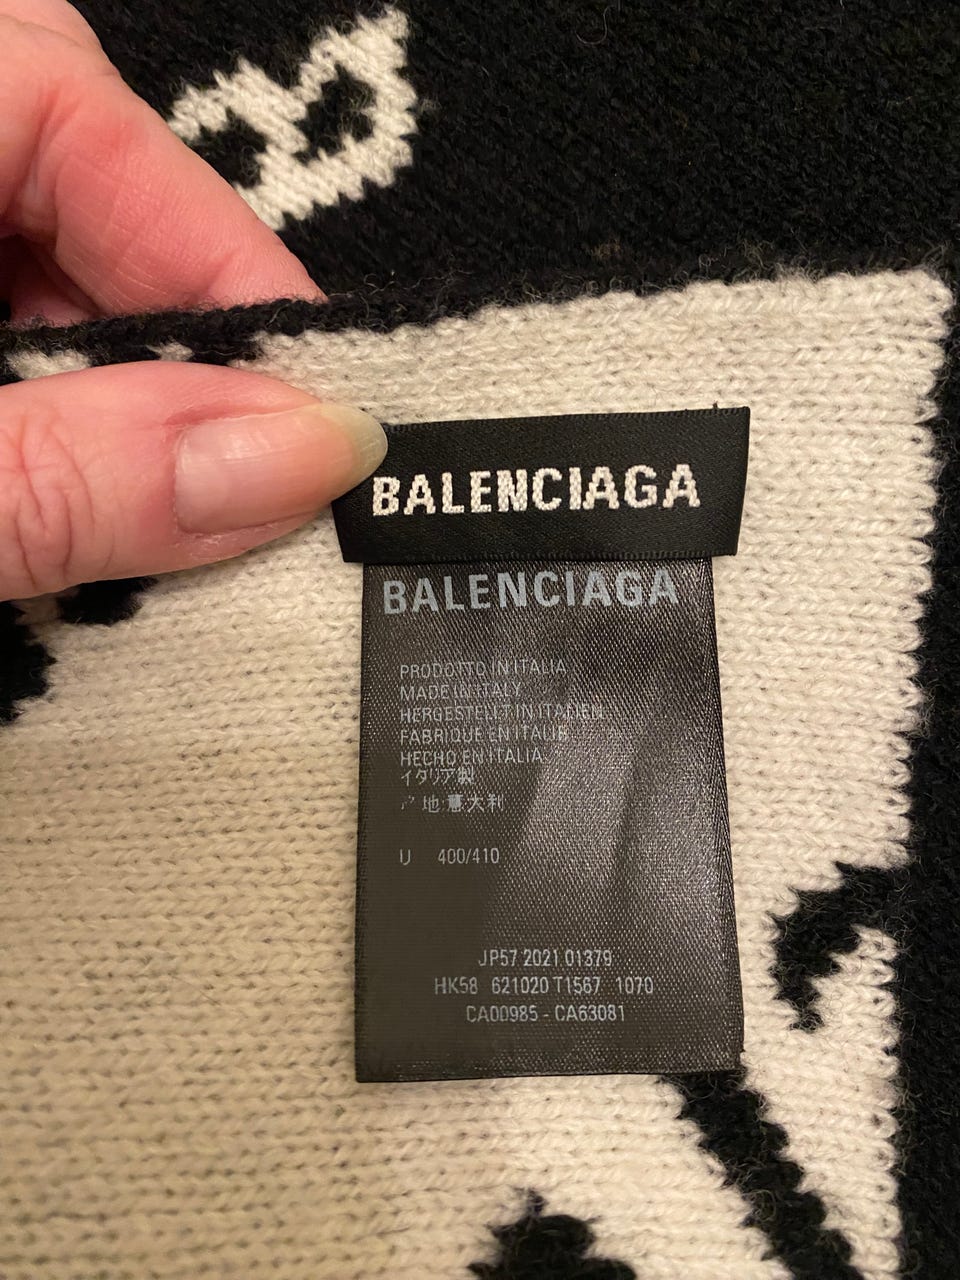 B
BALENCIAGA
BALENCIAGA
PRODOTTO IN ITALIA
MADE IN ITALY
HERGESTELLT IN ITALIEN
FABRIQUE EN ITALIE
HECHO EN ITALIA
イタリア製
地:意大利
U 400/410
JP57 2021 01379
HK58 621020 T1567 1070
CA00985 - CA63081